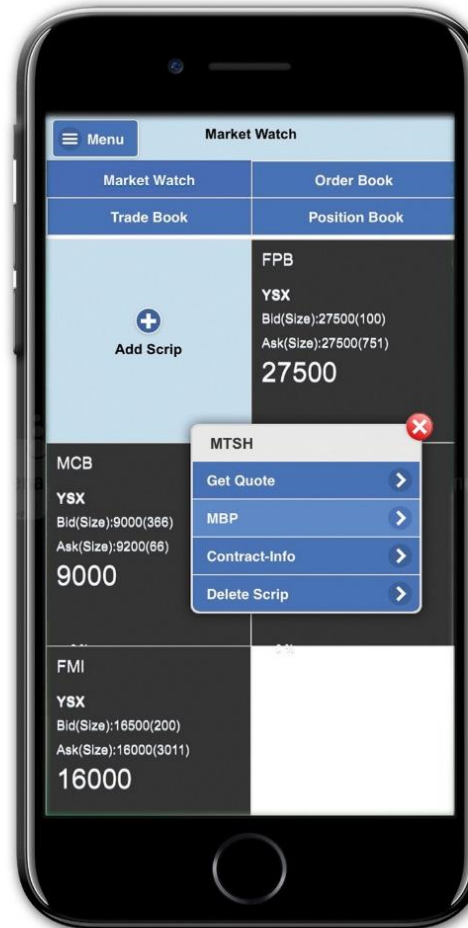 Menu
Market Watch
Market Watch
Order Book
Trade Book
Position Book
Add Scrip
FPB
YSX
Bid(Size):27500(100)
Ask(Size):27500(751)
27500
MTSH
Get Quote
MBP
Contract-Info
Delete Scrip
MCB
YSX
Bid(Size):9000(366)
Ask(Size):9200(66)
9000
FMI
YSX
Bid(Size):16500(200)
Ask(Size):16000(3011)
16000